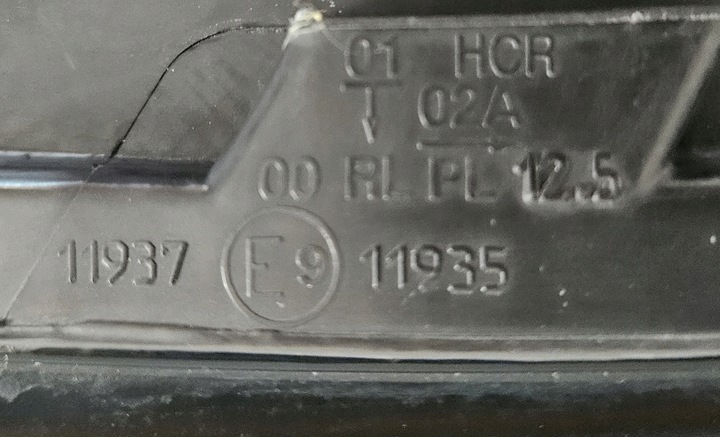 01 HCR
↓ 02A
00 RL PL 12.5
11937 E9 11935